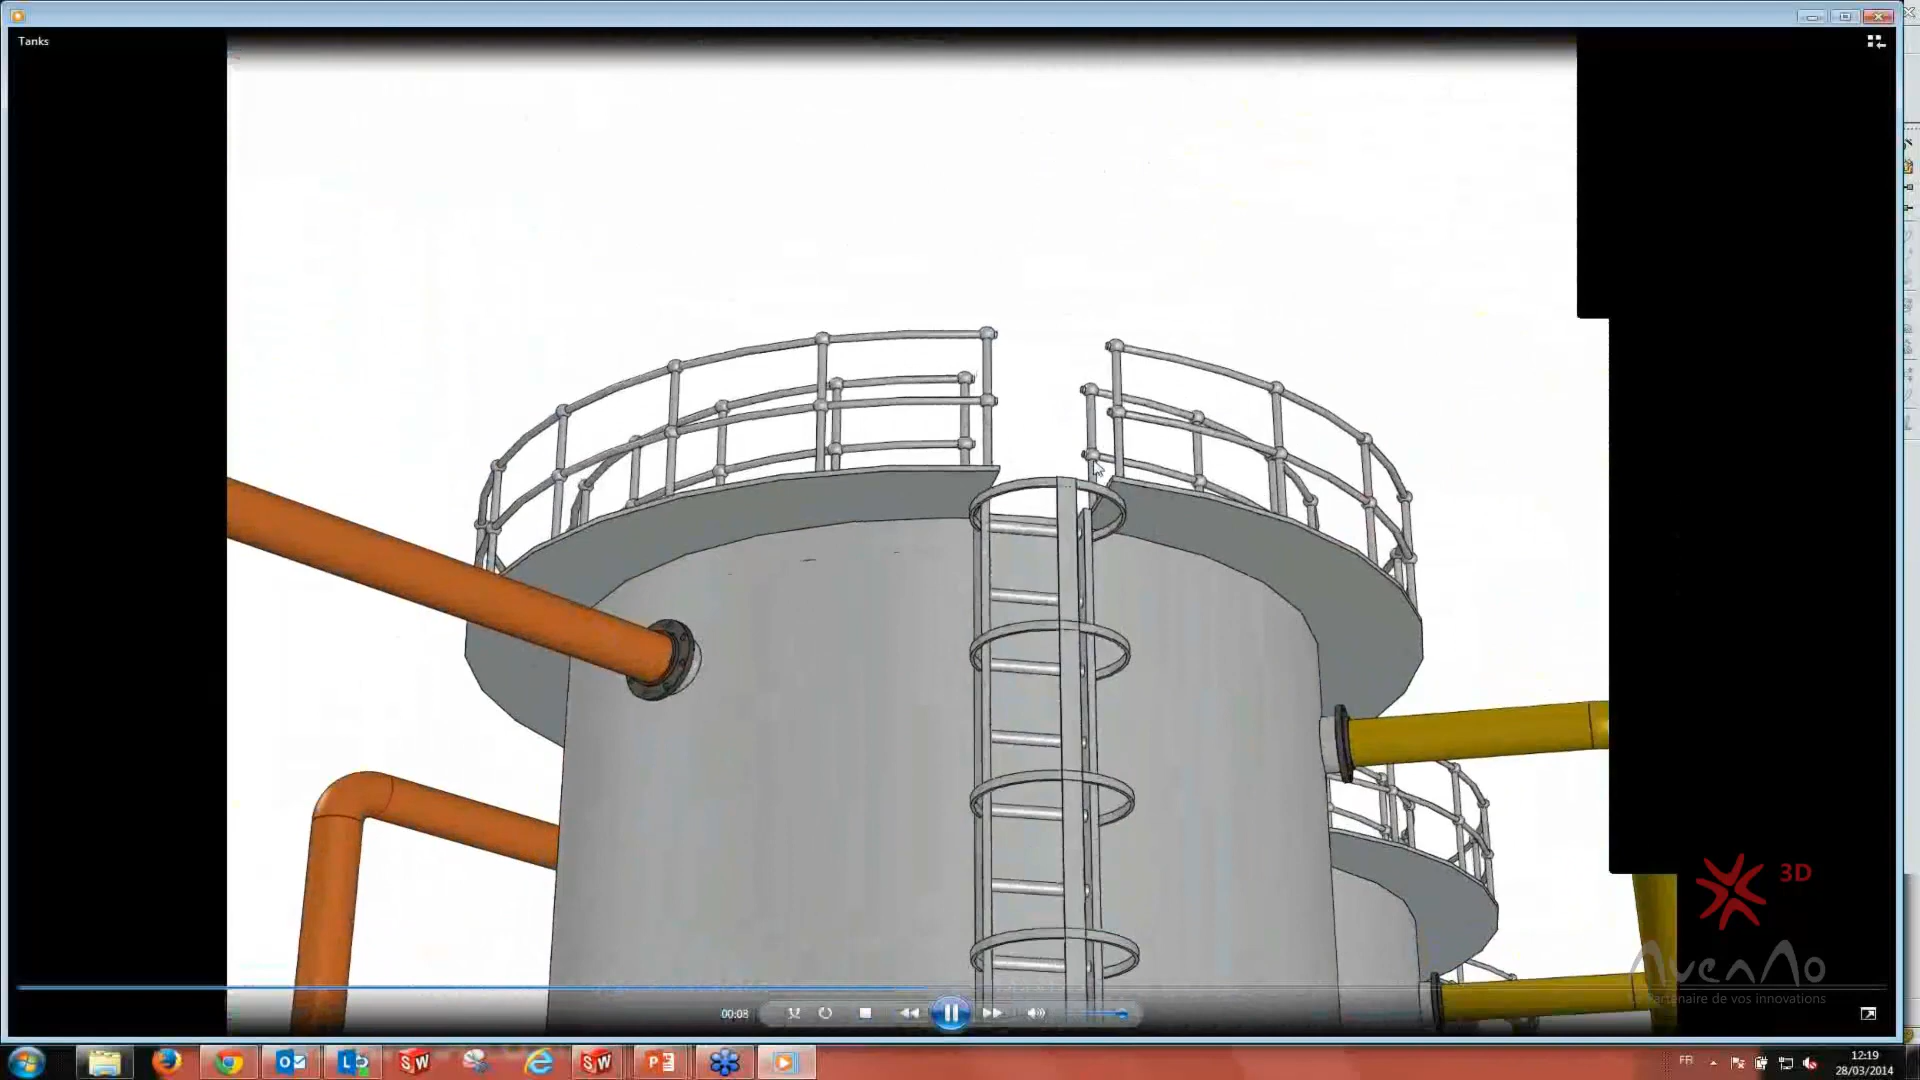 Tanks
3D
AvenAo
Partenaire de vos innovations
00:08
FR
12:19
28/03/2014